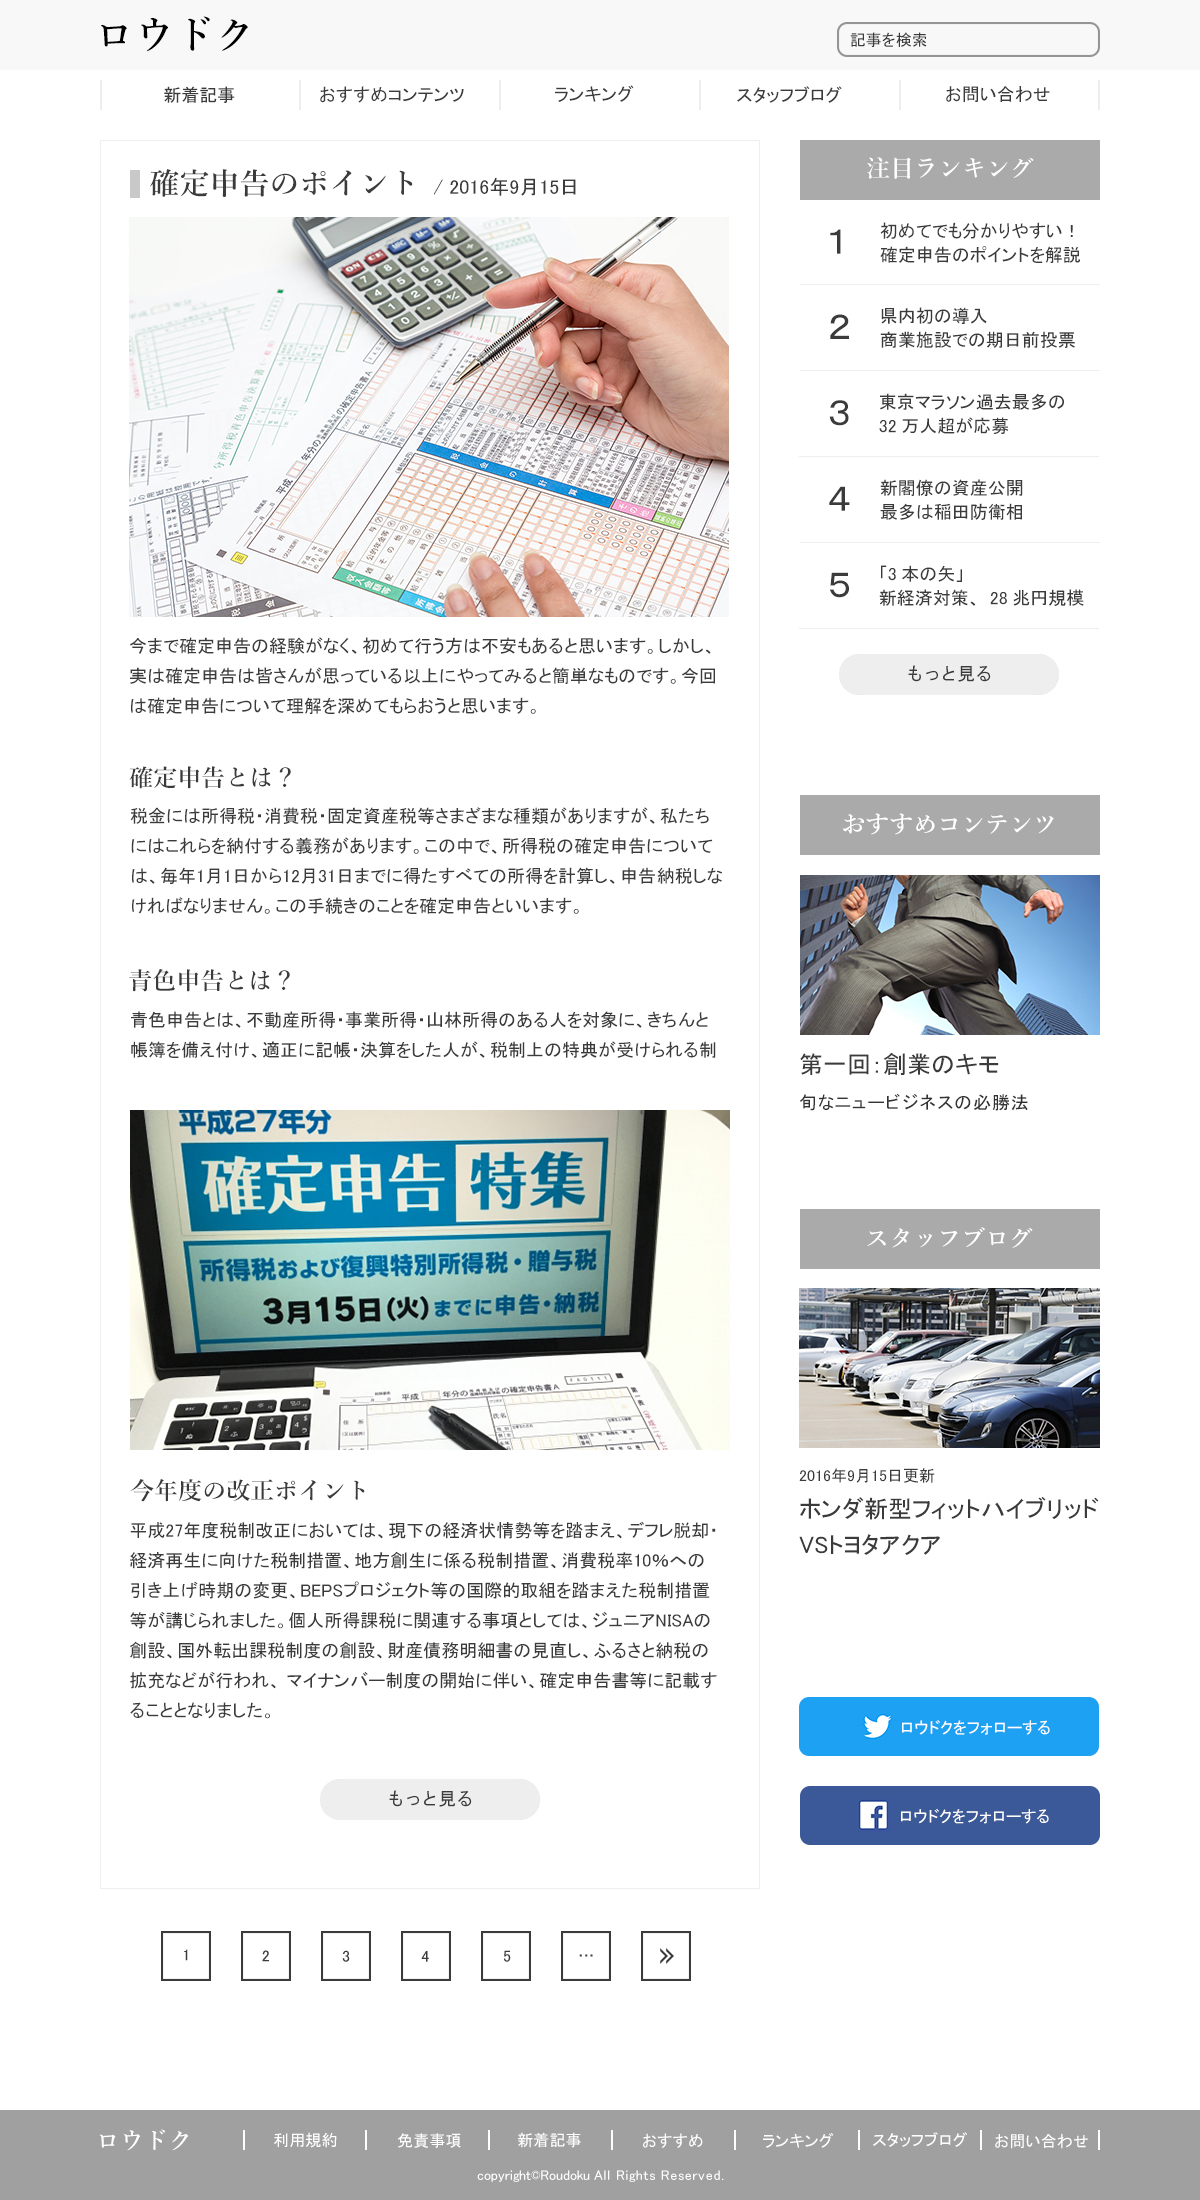 ロウドク
記事を検索
新着記事
おすすめコンテンツ
ランキング
スタッフブログ
お問い合わせ
確定申告のポイント / 2016年9月15日
今まで確定申告の経験がなく、初めて行う方は不安もあると思います。しかし、
実は確定申告は皆さんが思っている以上にやってみると簡単なものです。今回
は確定申告について理解を深めてもらおうと思います。
確定申告とは？
税金には所得税・消費税・固定資産税等さまざまな種類がありますが、私たち
にはこれらを納付する義務があります。この中で、所得税の確定申告について
は、毎年1月1日から12月31日までに得たすべての所得を計算し、申告納税しな
ければなりません。この手続きのことを確定申告といいます。
青色申告とは？
青色申告とは、不動産所得・事業所得・山林所得のある人を対象に、きちんと
帳簿を備え付け、適正に記帳・決算をした人が、税制上の特典が受けられる制
平成27年分
確定申告 特集
所得税および復興特別所得税・贈与税
3月15日(火)までに申告・納税
今年度の改正ポイント
平成27年度税制改正においては、現下の経済状情勢等を踏まえ、デフレ脱却・
経済再生に向けた税制措置、地方創生に係る税制措置、消費税率10%への
引き上げ時期の変更、BEPSプロジェクト等の国際的取組を踏まえた税制措置
等が講じられました。個人所得課税に関連する事項としては、ジュニアNISAの
創設、国外転出課税制度の創設、財産債務明細書の見直し、ふるさと納税の
拡充などが行われ、マイナンバー制度の開始に伴い、確定申告書等に記載す
ることとなりました。
もっと見る
1
2
3
4
5
…
»
注目ランキング
1
初めてでも分かりやすい！
確定申告のポイントを解説
2
県内初の導入
商業施設での期日前投票
3
東京マラソン過去最多の
32 万人超が応募
4
新閣僚の資産公開
最多は稲田防衛相
5
「3 本の矢」
新経済対策、28 兆円規模
もっと見る
おすすめコンテンツ
第一回：創業のキモ
旬なニュービジネスの必勝法
スタッフブログ
2016年9月15日更新
ホンダ新型フィットハイブリッド
VSトヨタアクア
ロウドクをフォローする
ロウドクをフォローする
ロウドク
利用規約
免責事項
新着記事
おすすめ
ランキング
スタッフブログ
お問い合わせ
copyright©Roudoku All Rights Reserved.